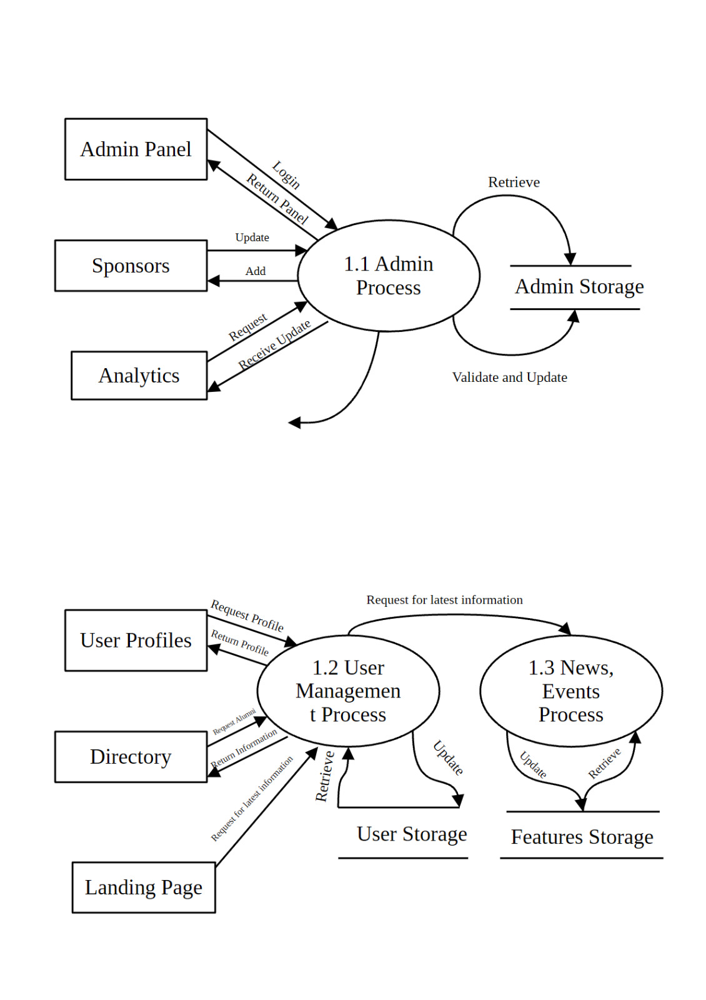 Admin Panel
Login
Return Panel
Retrieve
Update
Sponsors
Add
1.1 Admin
Process
Admin Storage
Request
Receive Update
Analytics
Validate and Update
Request for latest information
Request Profile
User Profiles
Return Profile
1.2 User
Managemen
t Process
1.3 News,
Events
Process
Request Alumni
Return Information
Directory
Request for latest information
Retrieve
Update
Update
Retrieve
User Storage
Features Storage
Landing Page